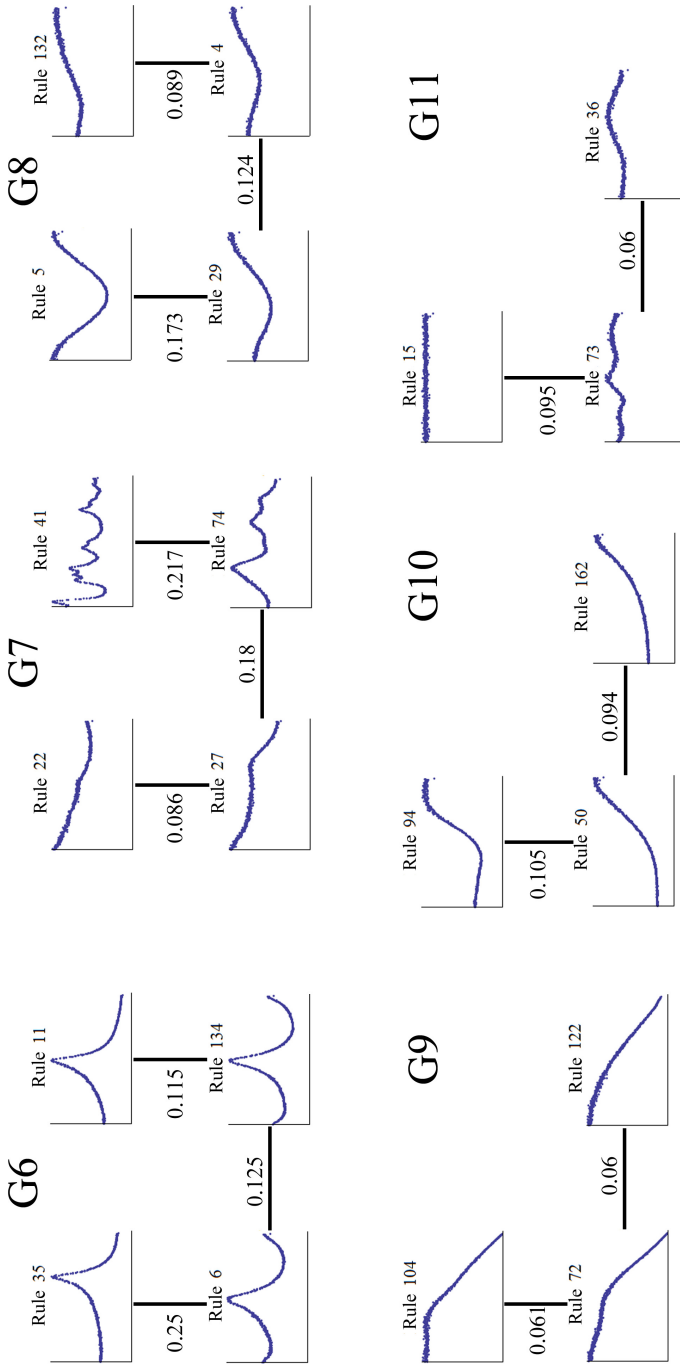 G6
Rule 35
Rule 11
0.25
0.115
Rule 6
Rule 134
0.125
G7
Rule 22
Rule 41
0.086
0.217
Rule 27
Rule 74
0.18
G8
Rule 5
Rule 132
0.173
0.089
Rule 29
Rule 4
0.124
G9
Rule 104
0.061
Rule 72
Rule 122
0.06
G10
Rule 94
0.105
Rule 50
Rule 162
0.094
G11
Rule 15
0.095
Rule 73
Rule 36
0.06